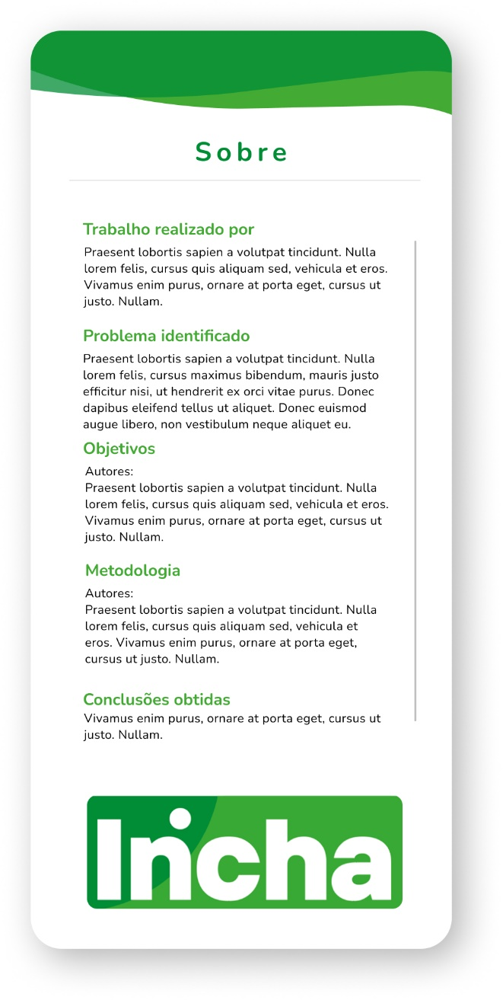 Sobre
Trabalho realizado por
Praesent lobortis sapien a volutpat tincidunt. Nulla
lorem felis, cursus quis aliquam sed, vehicula et eros.
Vivamus enim purus, ornare at porta eget, cursus ut
justo. Nullam.
Problema identificado
Praesent lobortis sapien a volutpat tincidunt. Nulla
lorem felis, cursus maximus bibendum, mauris justo
efficitur nisi, ut hendrerit ex orci vitae purus. Donec
dapibus eleifend tellus ut aliquet. Donec euismod
augue libero, non vestibulum neque aliquet eu.
Objetivos
Autores:
Praesent lobortis sapien a volutpat tincidunt. Nulla
lorem felis, cursus quis aliquam sed, vehicula et eros.
Vivamus enim purus, ornare at porta eget, cursus ut
justo. Nullam.
Metodologia
Autores:
Praesent lobortis sapien a volutpat tincidunt. Nulla
lorem felis, cursus quis aliquam sed, vehicula et
eros. Vivamus enim purus, ornare at porta eget,
cursus ut justo. Nullam.
Conclusões obtidas
Vivamus enim purus, ornare at porta eget, cursus ut
justo. Nullam.
Incha